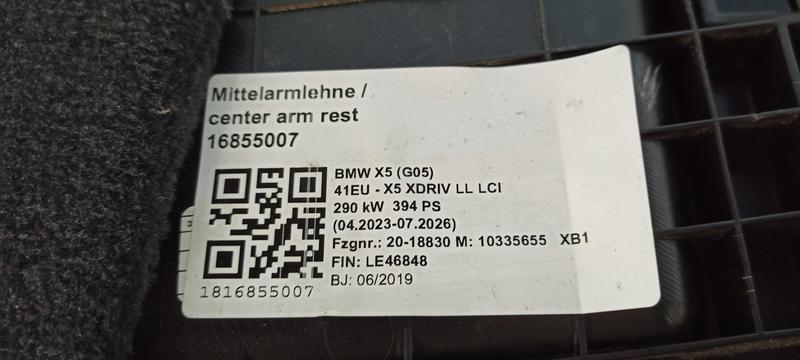 Mittelarmlehne /
center arm rest
16855007
BMW X5 (G05)
41EU - X5 XDRIV LL LCI
290 kW 394 PS
(04.2023-07.2026)
Fzgnr.: 20-18830 M: 10335655 XB1
FIN: LE46848
BJ: 06/2019
1816855007